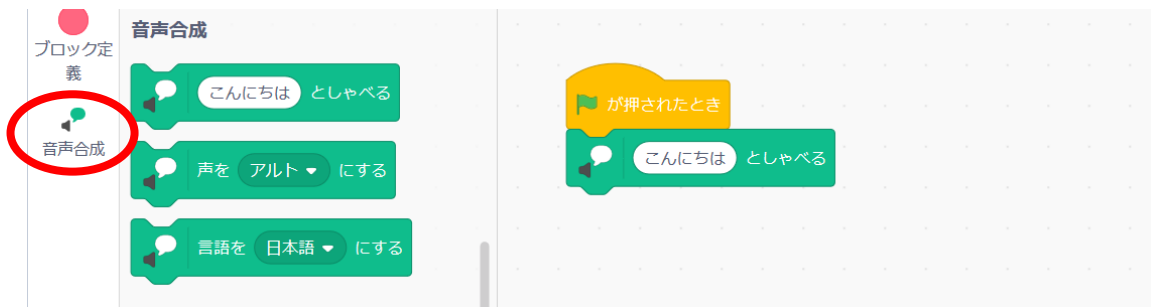 ブロック定
義
音声合成
音声合成
こんにちは としゃべる
声を アルト にする
言語を 日本語 にする
が押されたとき
こんにちは としゃべる